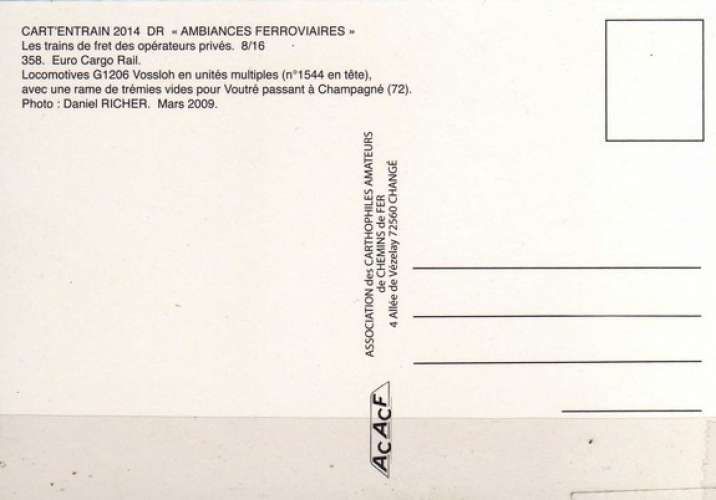 CART'ENTRAIN 2014 DR « AMBIANCES FERROVIAIRES »
Les trains de fret des opérateurs privés. 8/16
358. Euro Cargo Rail.
Locomotives G1206 Vossloh en unités multiples (n°1544 en tête),
avec une rame de trémies vides pour Voutré passant à Champagné (72).
Photo : Daniel RICHER. Mars 2009.
ASSOCIATION des CARTHOPHILES AMATEURS
de CHEMINS de FER
4 Allée de Vézelay 72560 CHANGÉ
ACACF